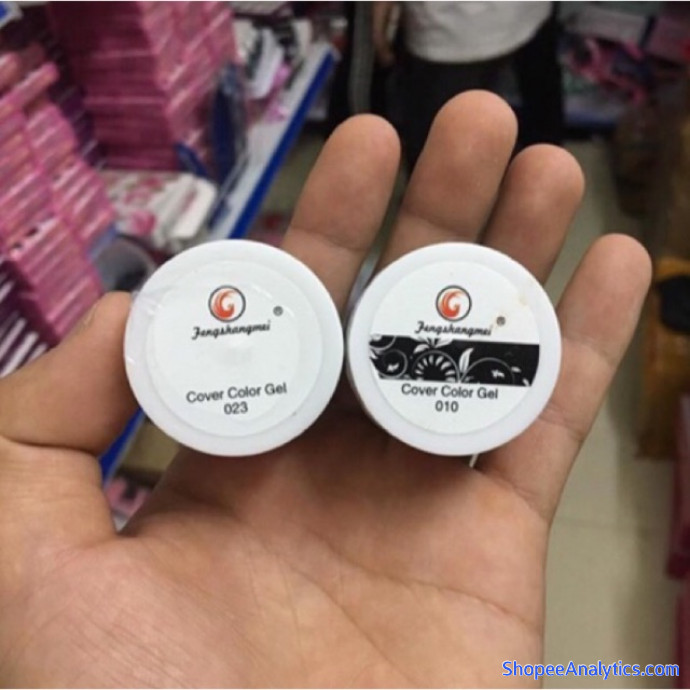 Fengshangmei ®
Cover Color Gel
023
Fengshangmei ®
Cover Color Gel
010
ShopeeAnalytics.com